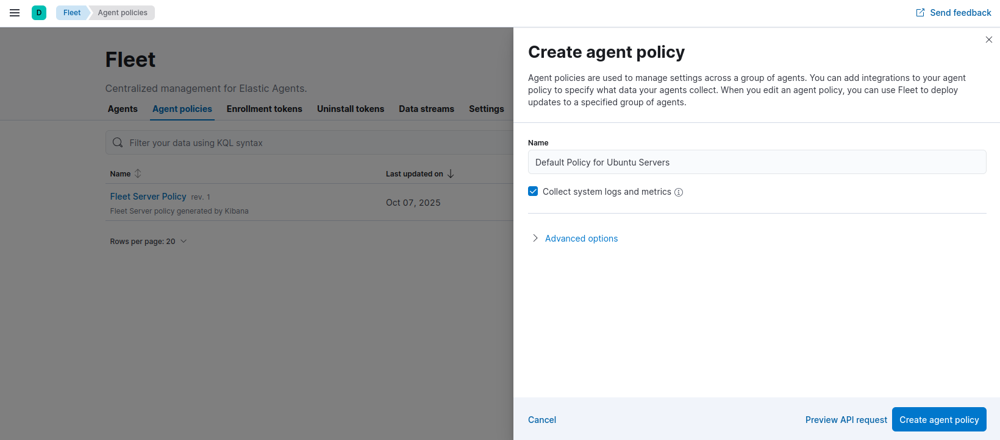 D
Fleet
Agent policies
Send feedback
Fleet
Centralized management for Elastic Agents.
Agents
Agent policies
Enrollment tokens
Uninstall tokens
Data streams
Settings
Filter your data using KQL syntax
Name
Last updated on
Fleet Server Policy rev. 1
Fleet Server policy generated by Kibana
Oct 07, 2025
Rows per page: 20
Create agent policy
Agent policies are used to manage settings across a group of agents. You can add integrations to your agent
policy to specify what data your agents collect. When you edit an agent policy, you can use Fleet to deploy
updates to a specified group of agents.
Name
Default Policy for Ubuntu Servers
Collect system logs and metrics
Advanced options
Cancel
Preview API request
Create agent policy